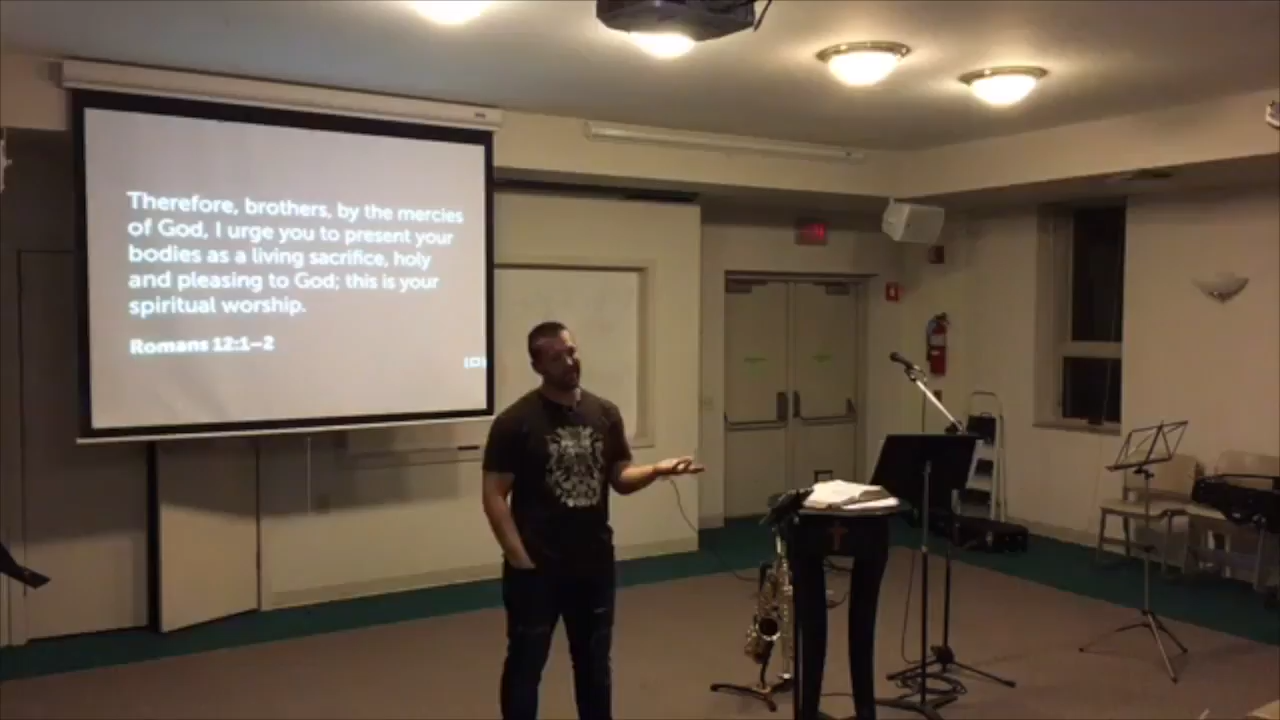 Therefore, brothers, by the mercies
of God, I urge you to present your
bodies as a living sacrifice, holy
and pleasing to God; this is your
spiritual worship.
Romans 12:1–2